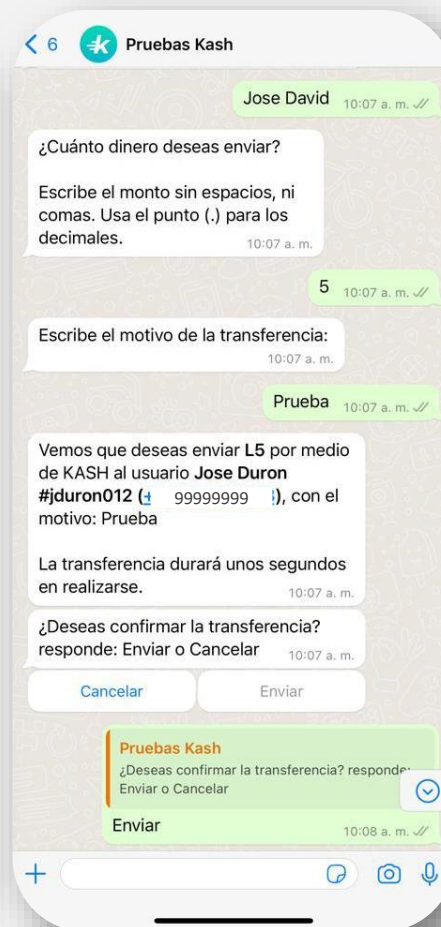 6 Pruebas Kash
Jose David 10:07 a. m.
¿Cuánto dinero deseas enviar?
Escribe el monto sin espacios, ni
comas. Usa el punto (.) para los
decimales. 10:07 a. m.
5 10:07 a. m.
Escribe el motivo de la transferencia:
10:07 a. m.
Prueba 10:07 a. m.
Vemos que deseas enviar L5 por medio
de KASH al usuario Jose Duron
#jduron012 (+ 99999999 ), con el
motivo: Prueba
La transferencia durará unos segundos
en realizarse. 10:07 a. m.
¿Deseas confirmar la transferencia?
responde: Enviar o Cancelar 10:07 a. m.
Cancelar Enviar
Pruebas Kash
¿Deseas confirmar la transferencia? responde:
Enviar o Cancelar
Enviar 10:08 a. m.